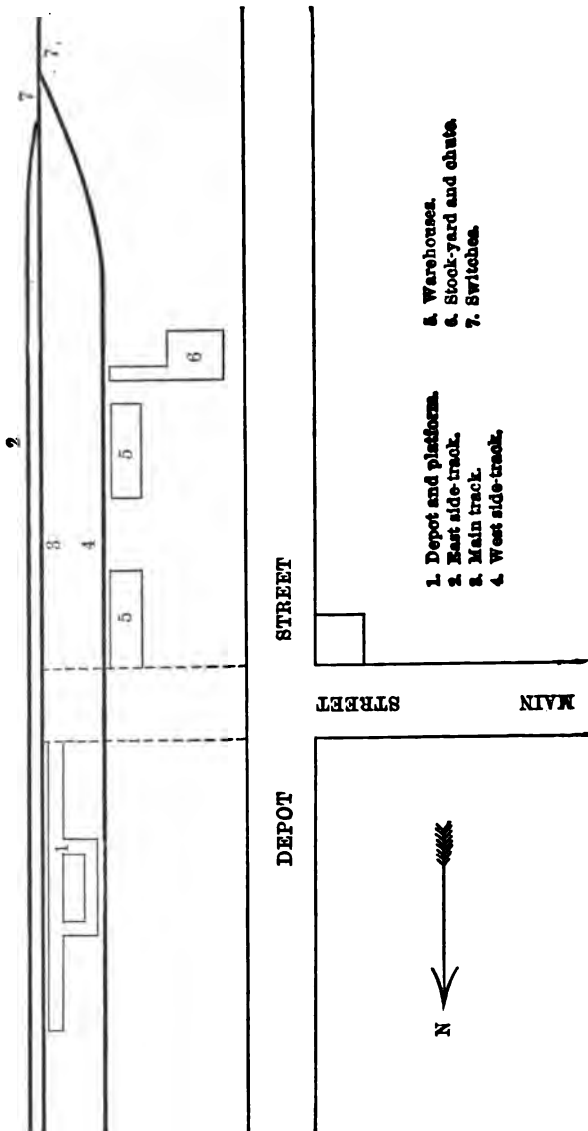 7
7.
2
3
4
5
5
6
1
DEPOT STREET
MAIN STREET
N
1. Depot and platform.
2. East side-track.
3. Main track.
4. West side-track.
5. Warehouses.
6. Stock-yard and chute.
7. Switches.